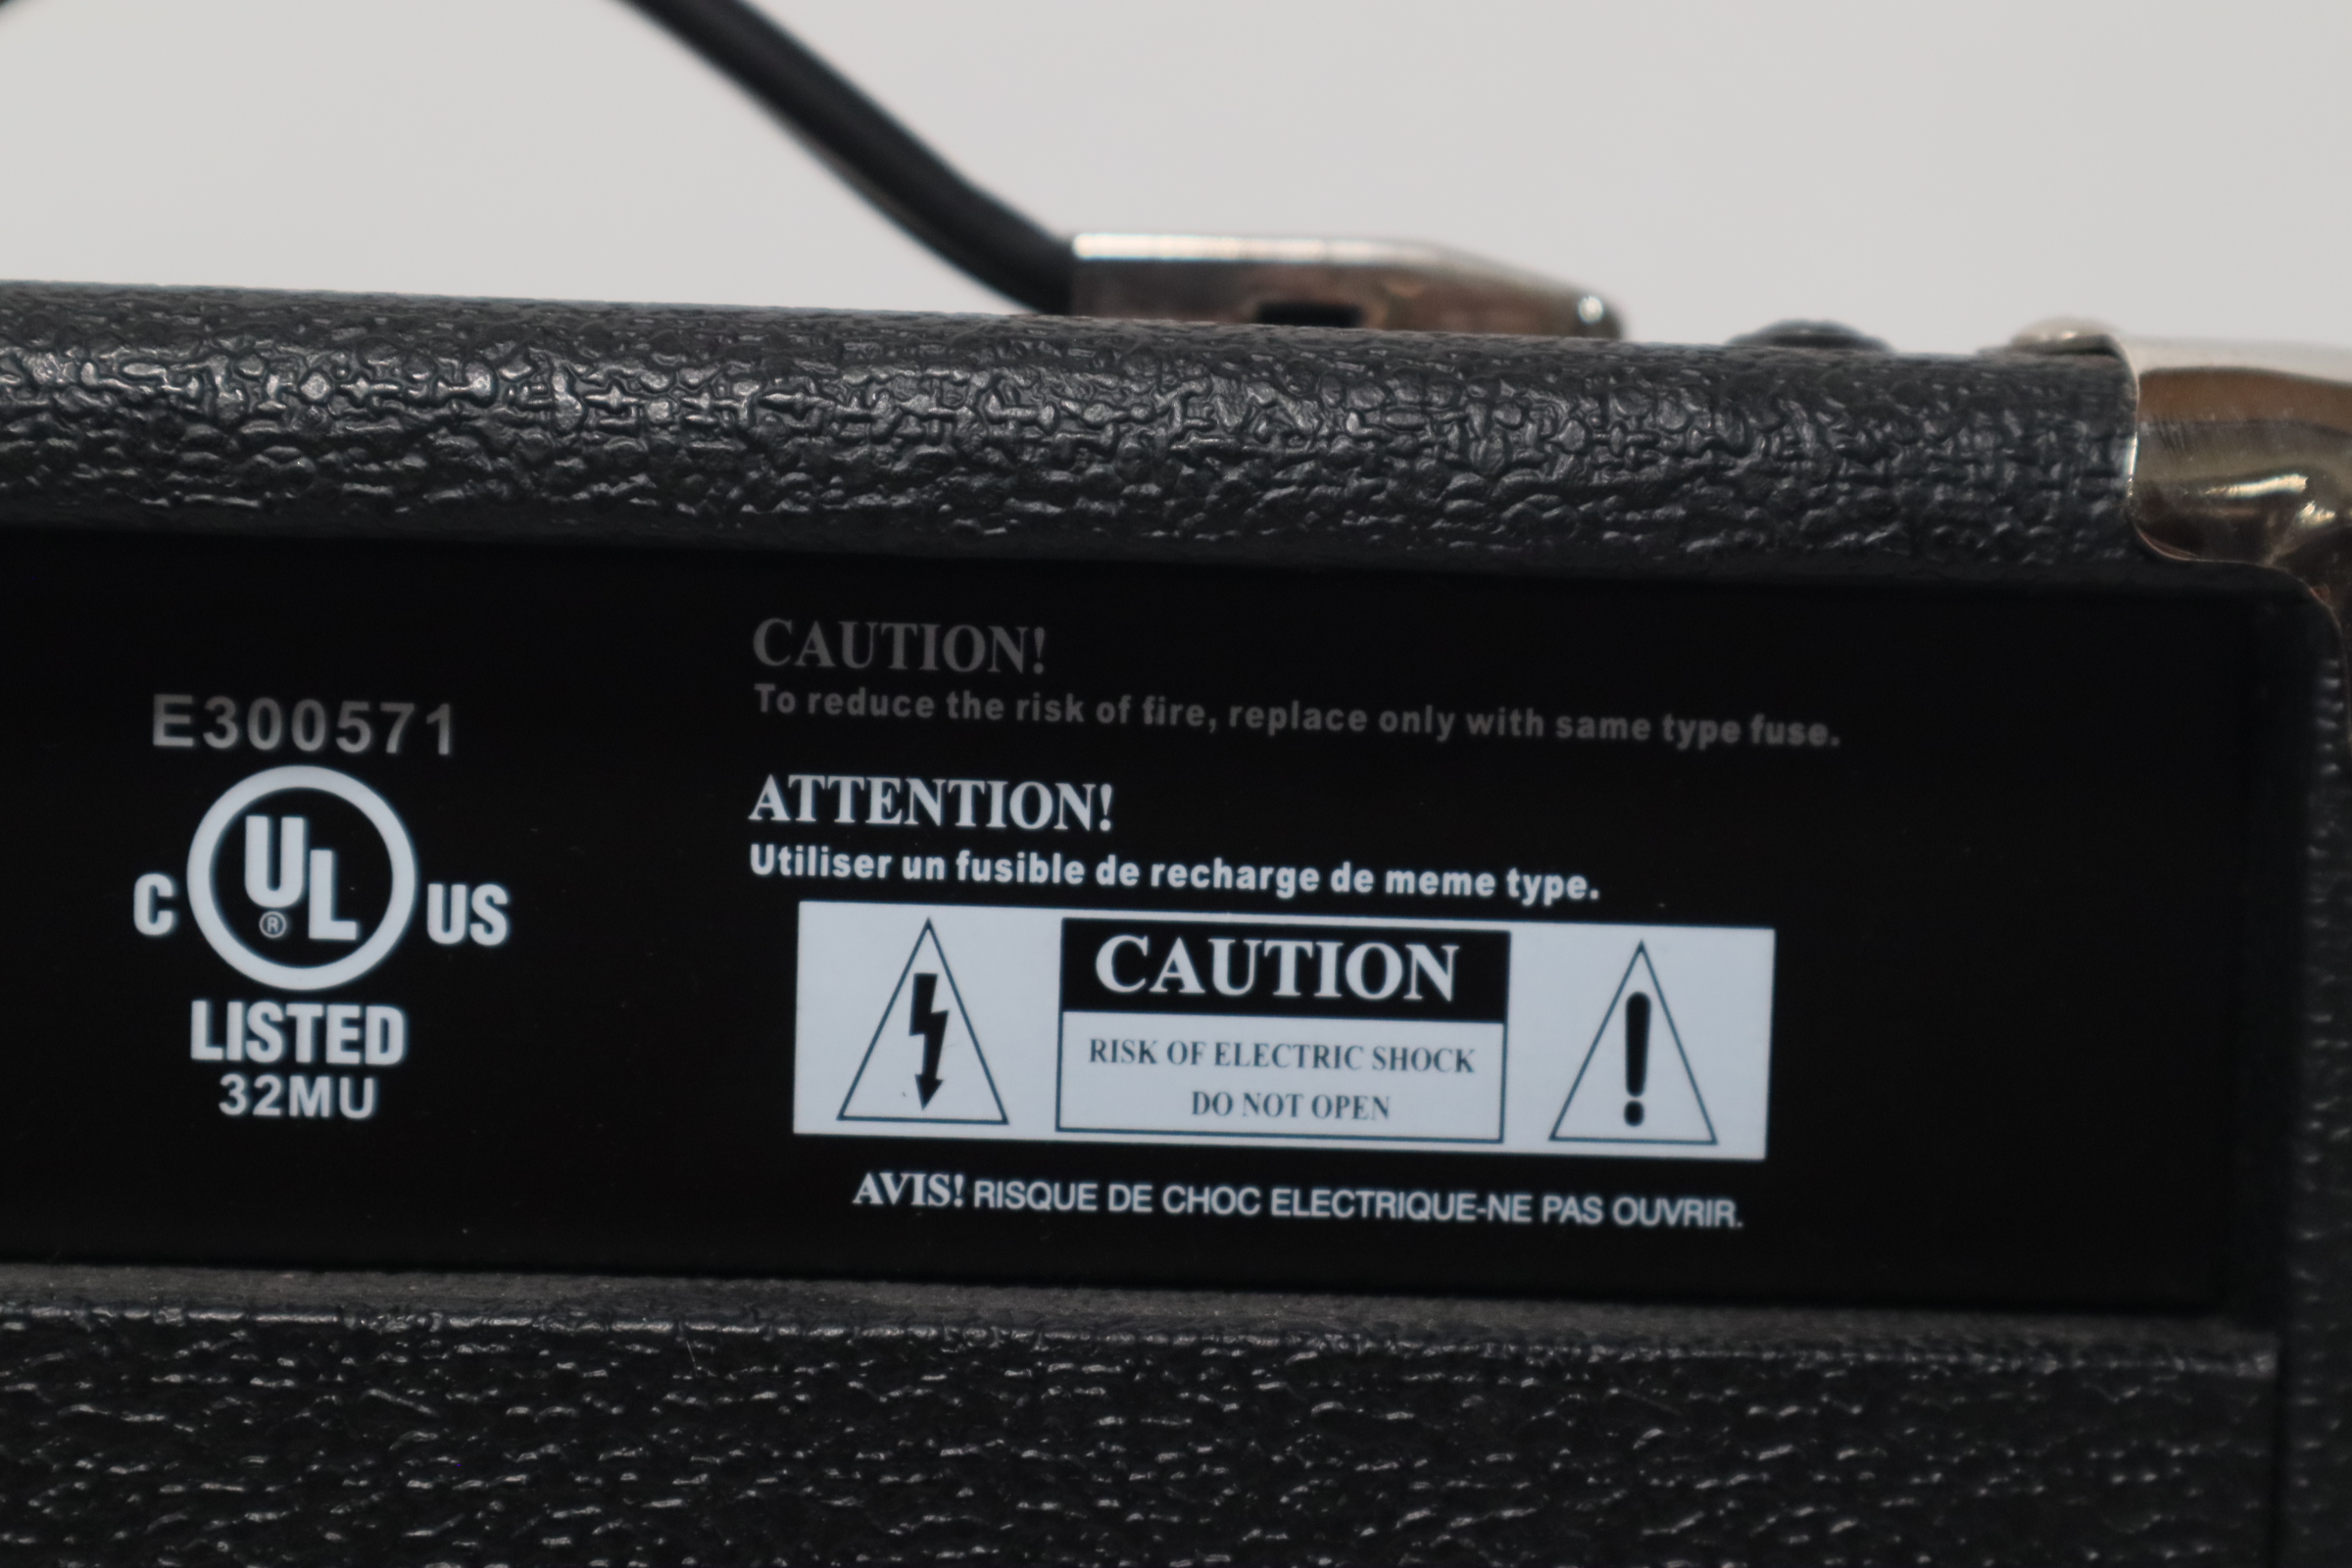 E300571
C UL® US
LISTED
32MU
CAUTION!
To reduce the risk of fire, replace only with same type fuse.
ATTENTION!
Utiliser un fusible de recharge de meme type.
CAUTION
RISK OF ELECTRIC SHOCK
DO NOT OPEN
AVIS! RISQUE DE CHOC ELECTRIQUE-NE PAS OUVRIR.